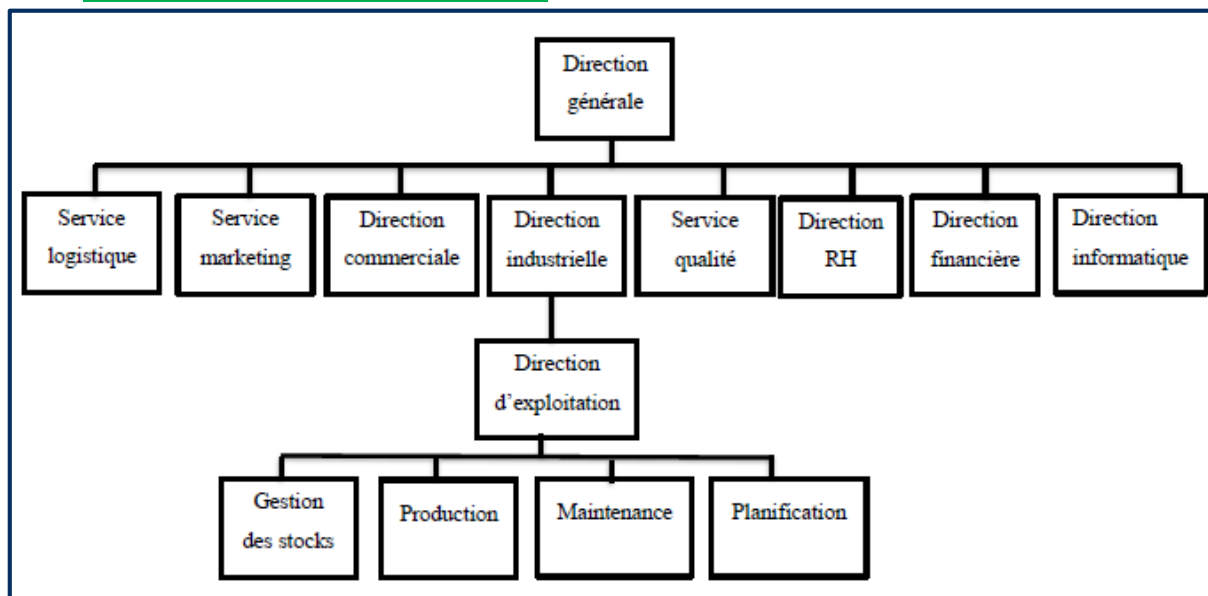 Direction
générale
Service
logistique
Service
marketing
Direction
commerciale
Direction
industrielle
Service
qualité
Direction
RH
Direction
financière
Direction
informatique
Direction
d’exploitation
Gestion
des stocks
Production
Maintenance
Planification